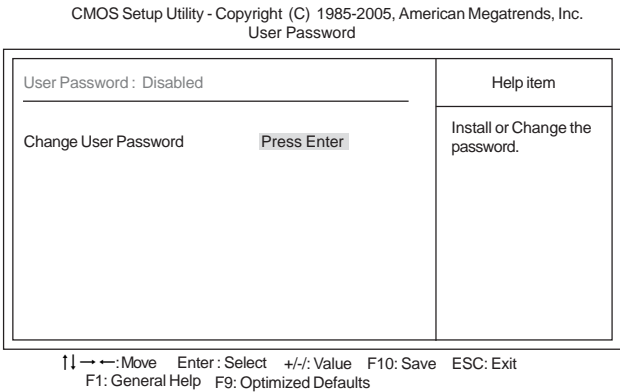 CMOS Setup Utility - Copyright (C) 1985-2005, American Megatrends, Inc.
User Password
User Password : Disabled
Help item
Change User Password Press Enter
Install or Change the
password.
↑↓→←:Move Enter : Select +/-/: Value F10: Save ESC: Exit
F1: General Help F9: Optimized Defaults